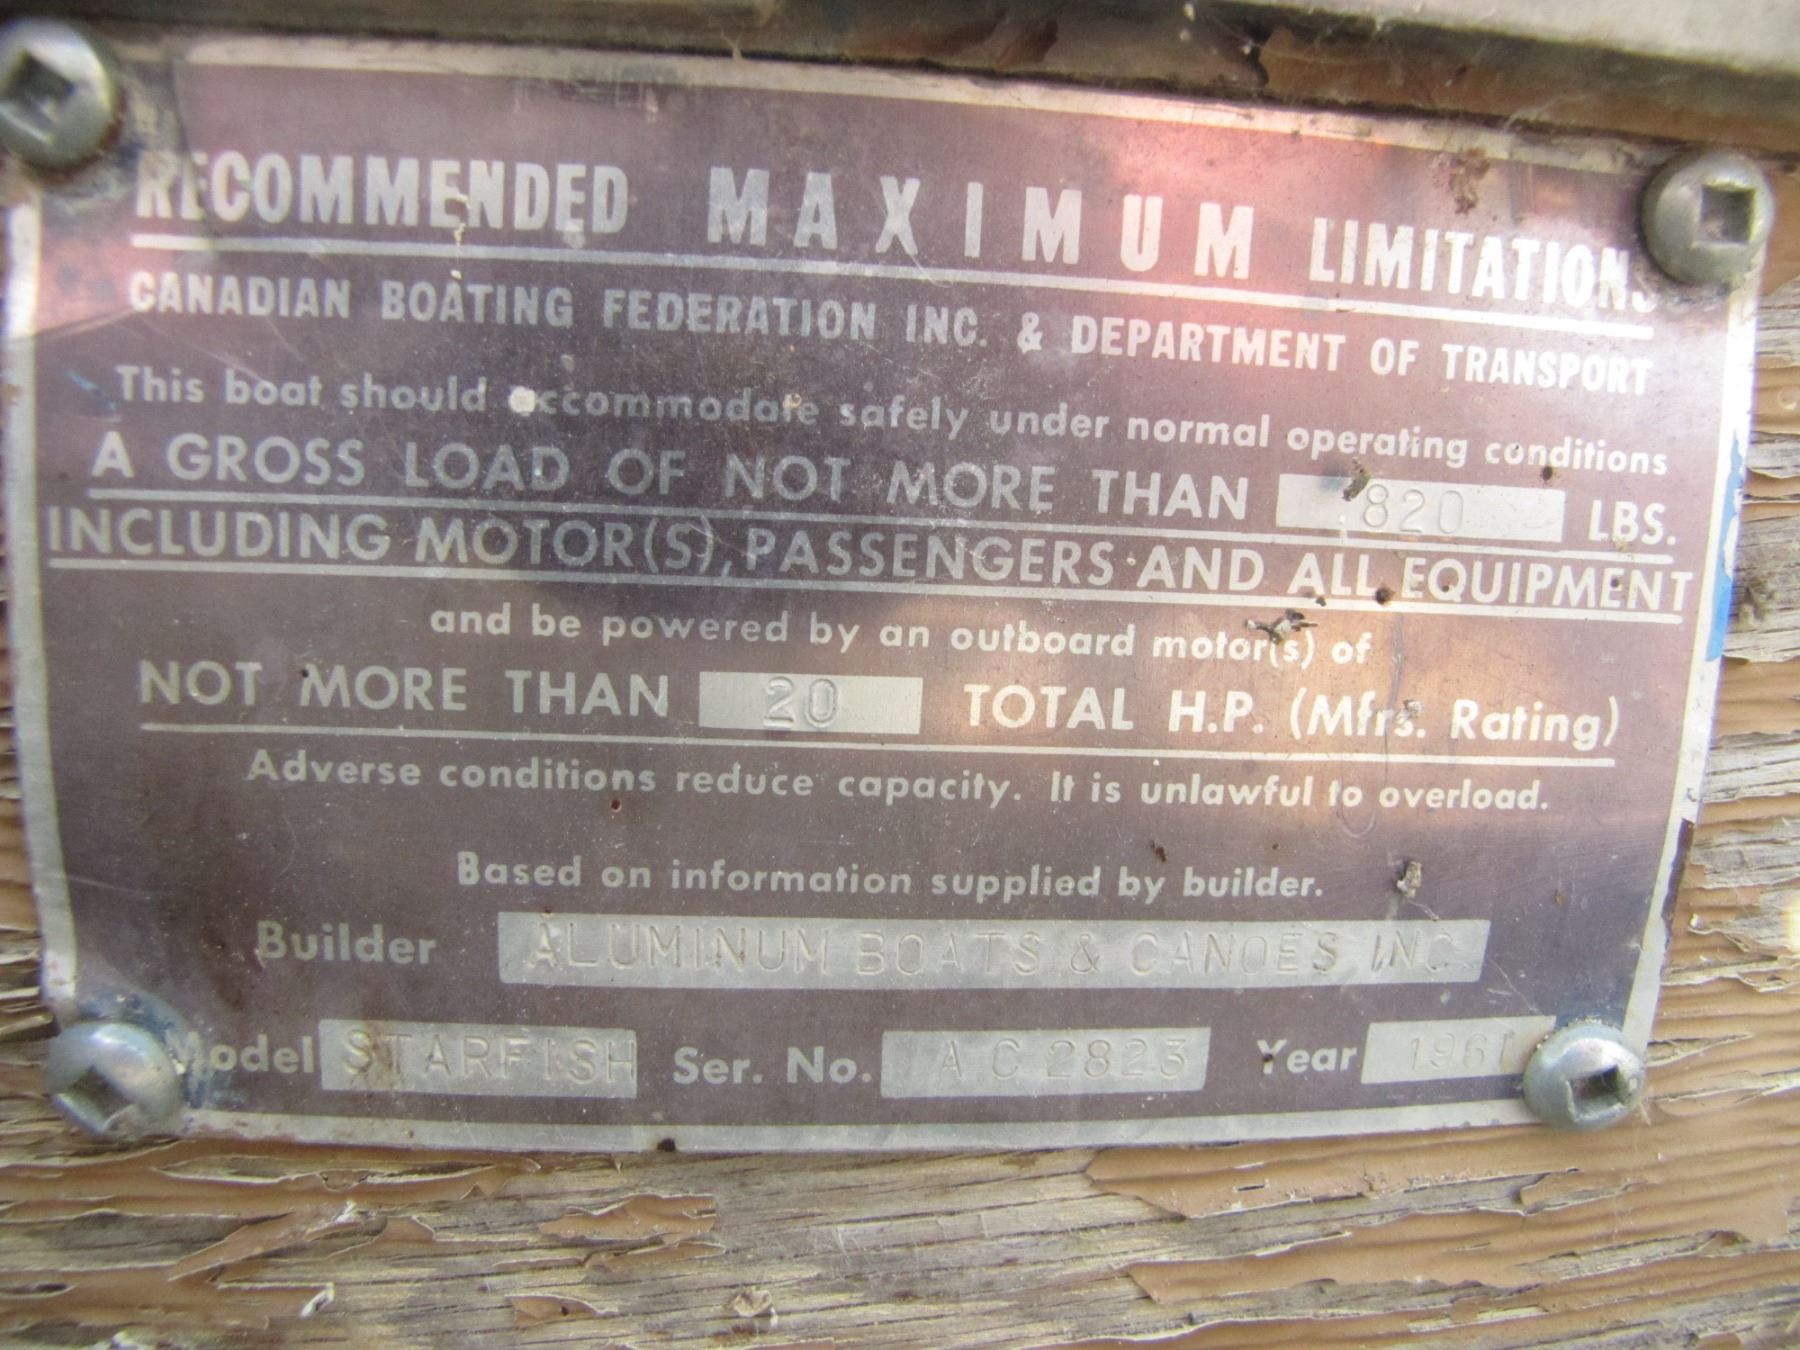 RECOMMENDED MAXIMUM LIMITATIONS
CANADIAN BOATING FEDERATION INC. & DEPARTMENT OF TRANSPORT
This boat should accommodate safely under normal operating conditions
A GROSS LOAD OF NOT MORE THAN 820 LBS.
INCLUDING MOTOR(S), PASSENGERS AND ALL EQUIPMENT
and be powered by an outboard motor(s) of
NOT MORE THAN 20 TOTAL H.P. (Mfrs. Rating)
Adverse conditions reduce capacity. It is unlawful to overload.
Based on information supplied by builder.
Builder ALUMINUM BOATS & CANOES INC.
Model STARFISH Ser. No. AC2823 Year 1961